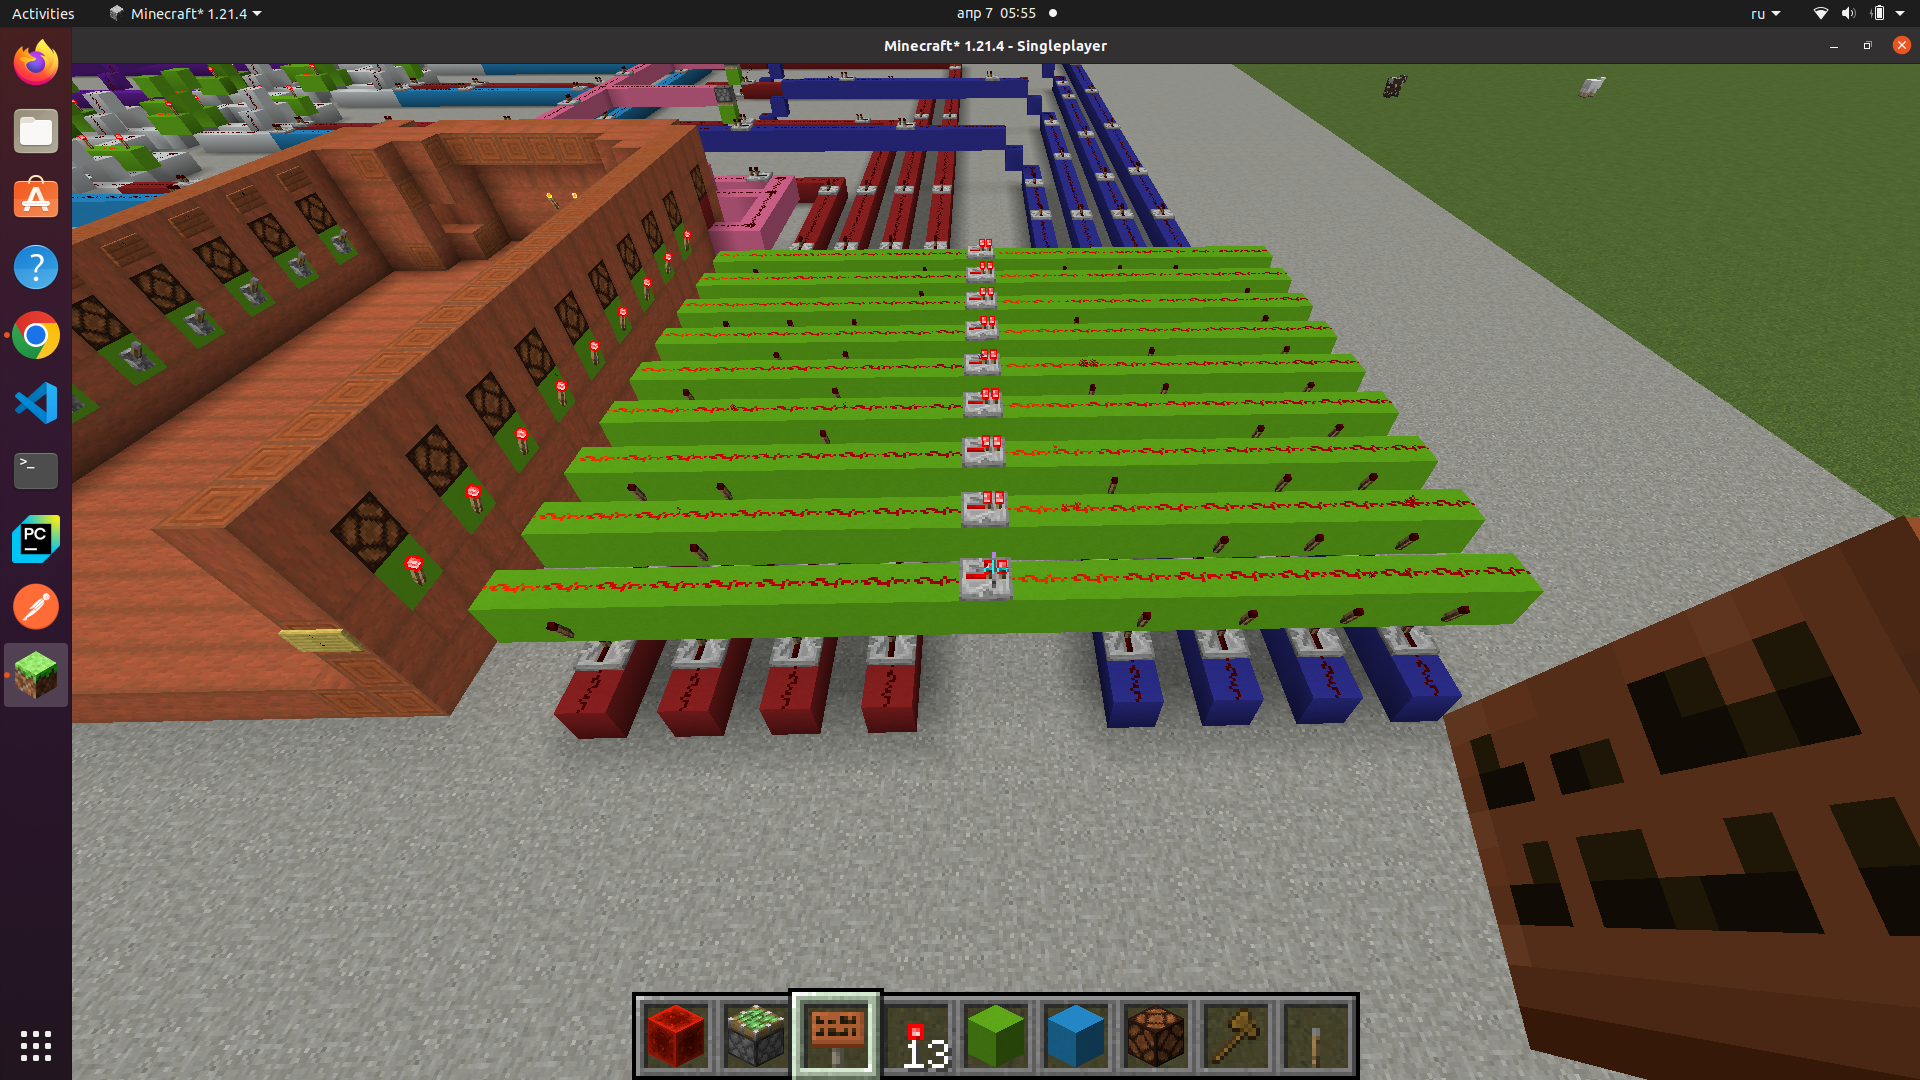 Activities
Minecraft* 1.21.4
апр 7 05:55
ru
Minecraft* 1.21.4 - Singleplayer
?
>_
PC
13